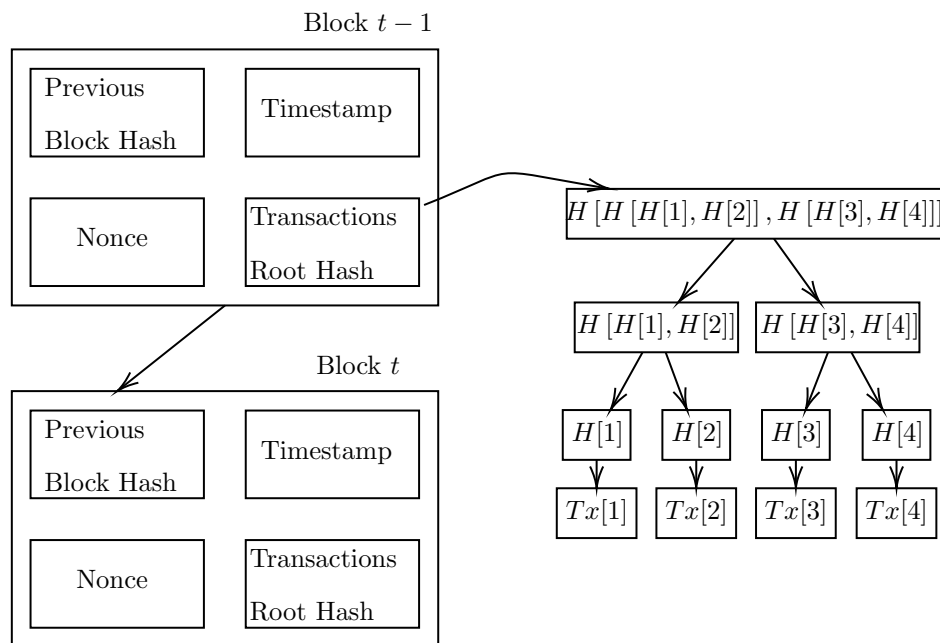 Block t − 1
Previous
Block Hash
Timestamp
Nonce
Transactions
Root Hash
Block t
Previous
Block Hash
Timestamp
Nonce
Transactions
Root Hash
H [H [H[1], H[2]] , H [H[3], H[4]]]
H [H[1], H[2]]
H [H[3], H[4]]
H[1]
H[2]
H[3]
H[4]
Tx[1]
Tx[2]
Tx[3]
Tx[4]